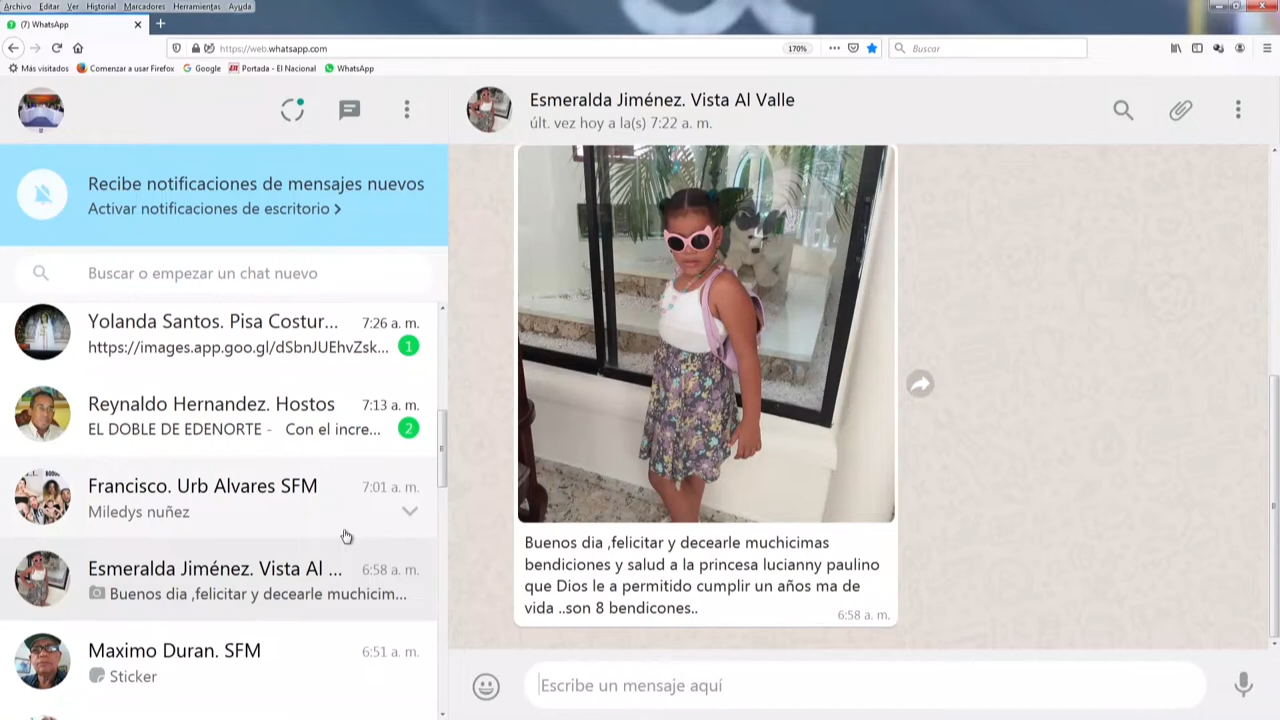 Archivo Editar Ver Historial Marcadores Herramientas Ayuda
(7) WhatsApp
https://web.whatsapp.com
170%
Buscar
Más visitados Comenzar a usar Firefox Google Portada - El Nacional WhatsApp
Esmeralda Jiménez. Vista Al Valle
últ. vez hoy a la(s) 7:22 a. m.
Recibe notificaciones de mensajes nuevos
Activar notificaciones de escritorio
Buscar o empezar un chat nuevo
Yolanda Santos. Pisa Costur... 7:26 a. m.
https://images.app.goo.gl/dSbnJUEhvZsk... 1
Reynaldo Hernandez. Hostos 7:13 a. m.
EL DOBLE DE EDENORTE - Con el incre... 2
Francisco. Urb Alvares SFM 7:01 a. m.
Miledys nuñez
Esmeralda Jiménez. Vista Al ... 6:58 a. m.
Buenos dia ,felicitar y decearle muchicim...
Maximo Duran. SFM 6:51 a. m.
Sticker
Buenos dia ,felicitar y decearle muchicimas
bendiciones y salud a la princesa lucianny paulino
que Dios le a permitido cumplir un años ma de
vida ..son 8 bendicones..
6:58 a. m.
Escribe un mensaje aquí